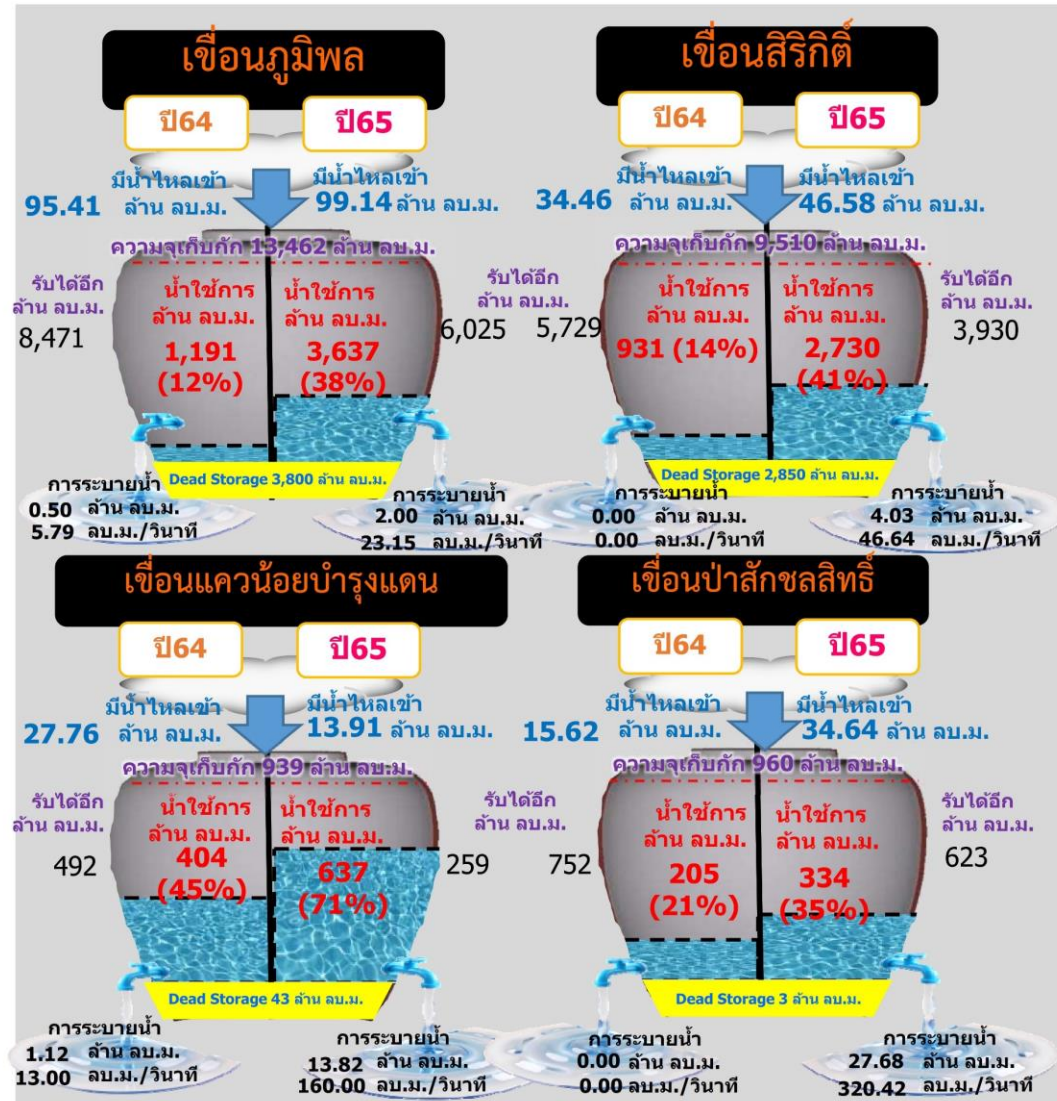 เขื่อนภูมิพล
ปี64
ปี65
95.41
มีน้ำไหลเข้า
ล้าน ลบ.ม.
มีน้ำไหลเข้า
99.14 ล้าน ลบ.ม.
ความจุเก็บกัก 13,462 ล้าน ลบ.ม.
รับได้อีก
ล้าน ลบ.ม.
8,471
น้ำใช้การ
ล้าน ลบ.ม.
1,191
(12%)
น้ำใช้การ
ล้าน ลบ.ม.
3,637
(38%)
รับได้อีก
ล้าน ลบ.ม.
6,025
Dead Storage 3,800 ล้าน ลบ.ม.
การระบายน้ำ
0.50 ล้าน ลบ.ม.
5.79 ลบ.ม./วินาที
การระบายน้ำ
2.00 ล้าน ลบ.ม.
23.15 ลบ.ม./วินาที
เขื่อนสิริกิติ์
ปี64
ปี65
34.46
มีน้ำไหลเข้า
ล้าน ลบ.ม.
มีน้ำไหลเข้า
46.58 ล้าน ลบ.ม.
ความจุเก็บกัก 9,510 ล้าน ลบ.ม.
5,729
น้ำใช้การ
ล้าน ลบ.ม.
931 (14%)
น้ำใช้การ
ล้าน ลบ.ม.
2,730
(41%)
รับได้อีก
ล้าน ลบ.ม.
3,930
Dead Storage 2,850 ล้าน ลบ.ม.
การระบายน้ำ
0.00 ล้าน ลบ.ม.
0.00 ลบ.ม./วินาที
การระบายน้ำ
4.03 ล้าน ลบ.ม.
46.64 ลบ.ม./วินาที
เขื่อนแควน้อยบำรุงแดน
ปี64
ปี65
27.76
มีน้ำไหลเข้า
ล้าน ลบ.ม.
มีน้ำไหลเข้า
13.91 ล้าน ลบ.ม.
ความจุเก็บกัก 939 ล้าน ลบ.ม.
รับได้อีก
ล้าน ลบ.ม.
492
น้ำใช้การ
ล้าน ลบ.ม.
404
(45%)
น้ำใช้การ
ล้าน ลบ.ม.
637
(71%)
รับได้อีก
ล้าน ลบ.ม.
259
Dead Storage 43 ล้าน ลบ.ม.
การระบายน้ำ
1.12 ล้าน ลบ.ม.
13.00 ลบ.ม./วินาที
การระบายน้ำ
13.82 ล้าน ลบ.ม.
160.00 ลบ.ม./วินาที
เขื่อนป่าสักชลสิทธิ์
ปี64
ปี65
15.62
มีน้ำไหลเข้า
ล้าน ลบ.ม.
มีน้ำไหลเข้า
34.64 ล้าน ลบ.ม.
ความจุเก็บกัก 960 ล้าน ลบ.ม.
752
น้ำใช้การ
ล้าน ลบ.ม.
205
(21%)
น้ำใช้การ
ล้าน ลบ.ม.
334
(35%)
รับได้อีก
ล้าน ลบ.ม.
623
Dead Storage 3 ล้าน ลบ.ม.
การระบายน้ำ
0.00 ล้าน ลบ.ม.
0.00 ลบ.ม./วินาที
การระบายน้ำ
27.68 ล้าน ลบ.ม.
320.42 ลบ.ม./วินาที